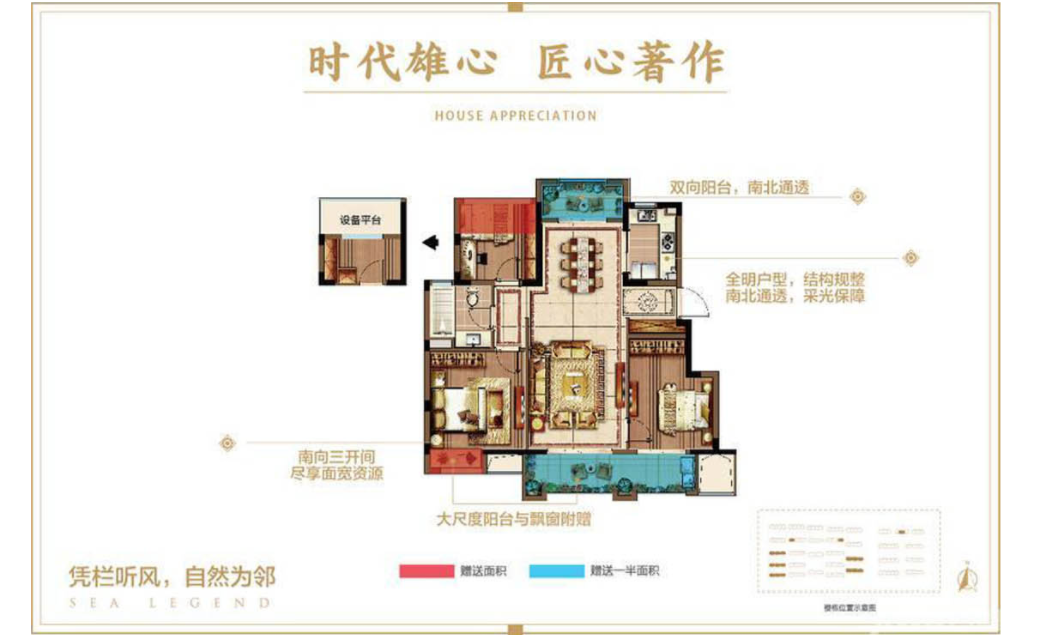 时代雄心 匠心著作
HOUSE APPRECIATION
双向阳台，南北通透
设备平台
全明户型，结构规整
南北通透，采光保障
南向三开间
尽享面宽资源
大尺度阳台与飘窗附赠
赠送面积
赠送一半面积
凭栏听风，自然为邻
SEA LEGEND
楼栋位置示意图